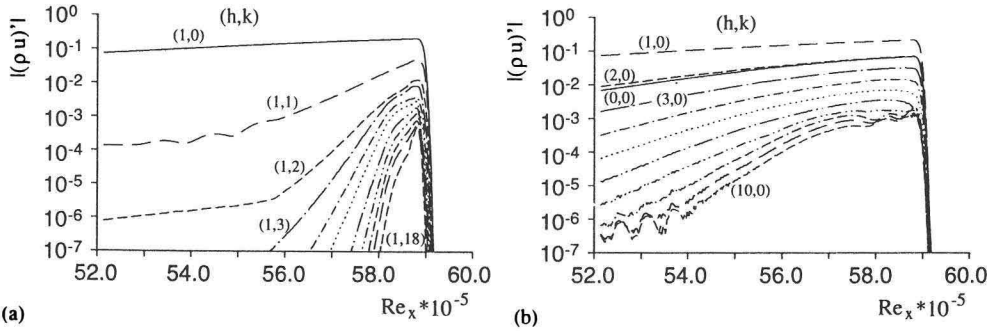 (h,k)
|(ρu)'|
10⁰
10⁻¹
10⁻²
10⁻³
10⁻⁴
10⁻⁵
10⁻⁶
10⁻⁷
(1,0)
(1,1)
(1,2)
(1,3)
(1,18)
52.0 54.0 56.0 58.0 60.0
(a)
Reₓ*10⁻⁵
(h,k)
|(ρu)'|
10⁰
10⁻¹
10⁻²
10⁻³
10⁻⁴
10⁻⁵
10⁻⁶
10⁻⁷
(1,0)
(2,0)
(0,0)
(3,0)
(10,0)
52.0 54.0 56.0 58.0 60.0
(b)
Reₓ*10⁻⁵